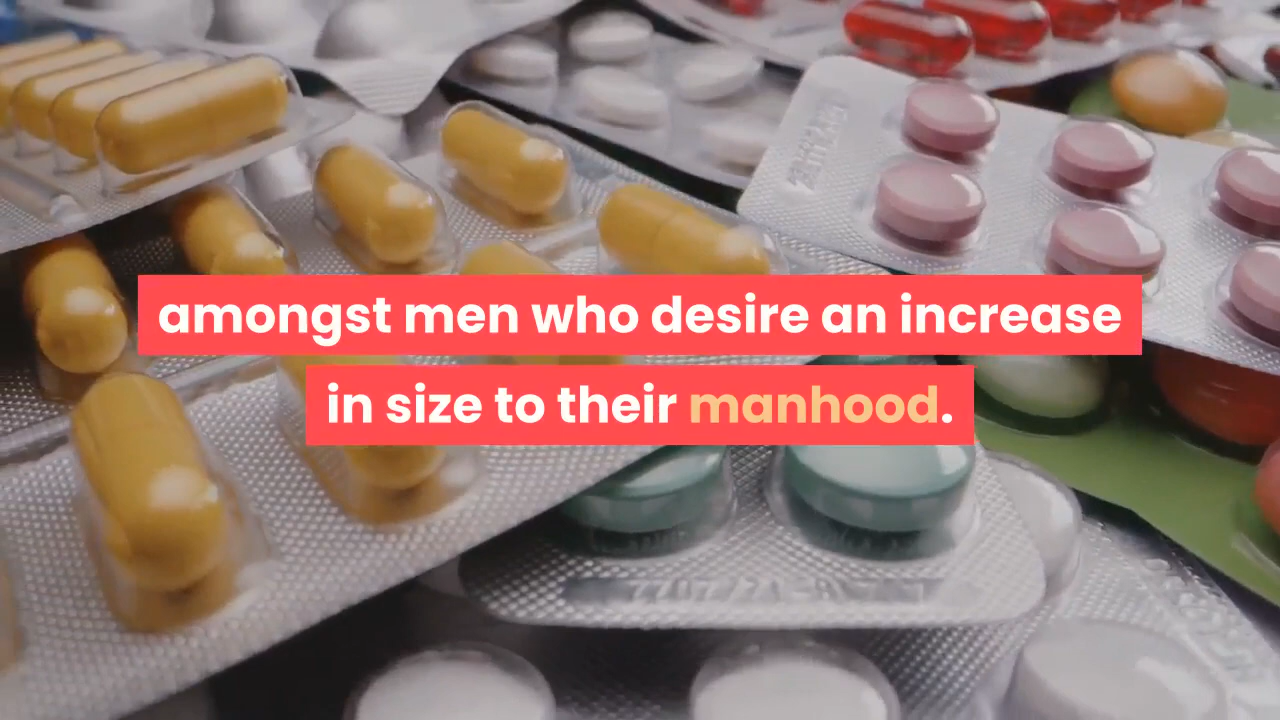 amongst men who desire an increase
in size to their manhood.